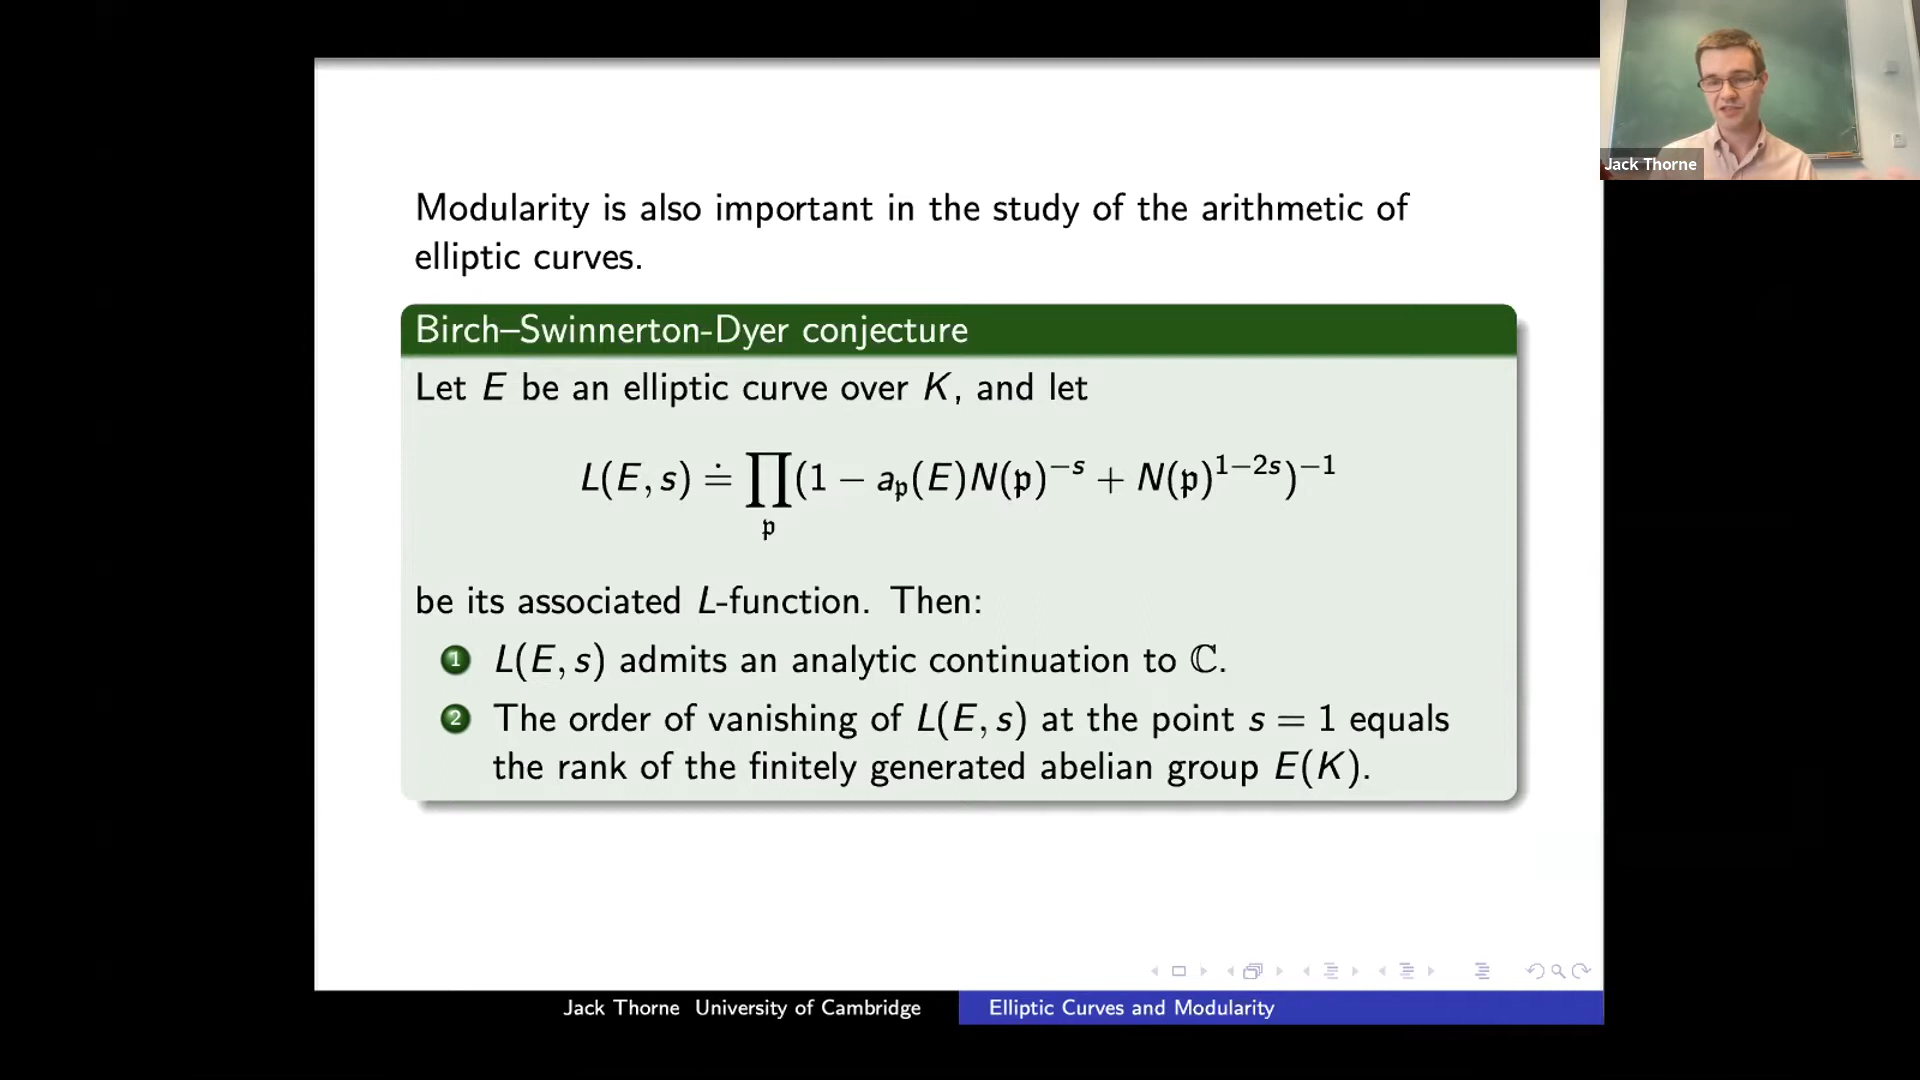 Jack Thorne
Modularity is also important in the study of the arithmetic of
elliptic curves.
Birch–Swinnerton-Dyer conjecture
Let E be an elliptic curve over K, and let
L(E, s) ≐ ∏_𝔭 (1 − a_𝔭(E)N(𝔭)^{−s} + N(𝔭)^{1−2s})^{−1}
be its associated L-function. Then:
1 L(E, s) admits an analytic continuation to ℂ.
2 The order of vanishing of L(E, s) at the point s = 1 equals
the rank of the finitely generated abelian group E(K).
Jack Thorne University of Cambridge
Elliptic Curves and Modularity